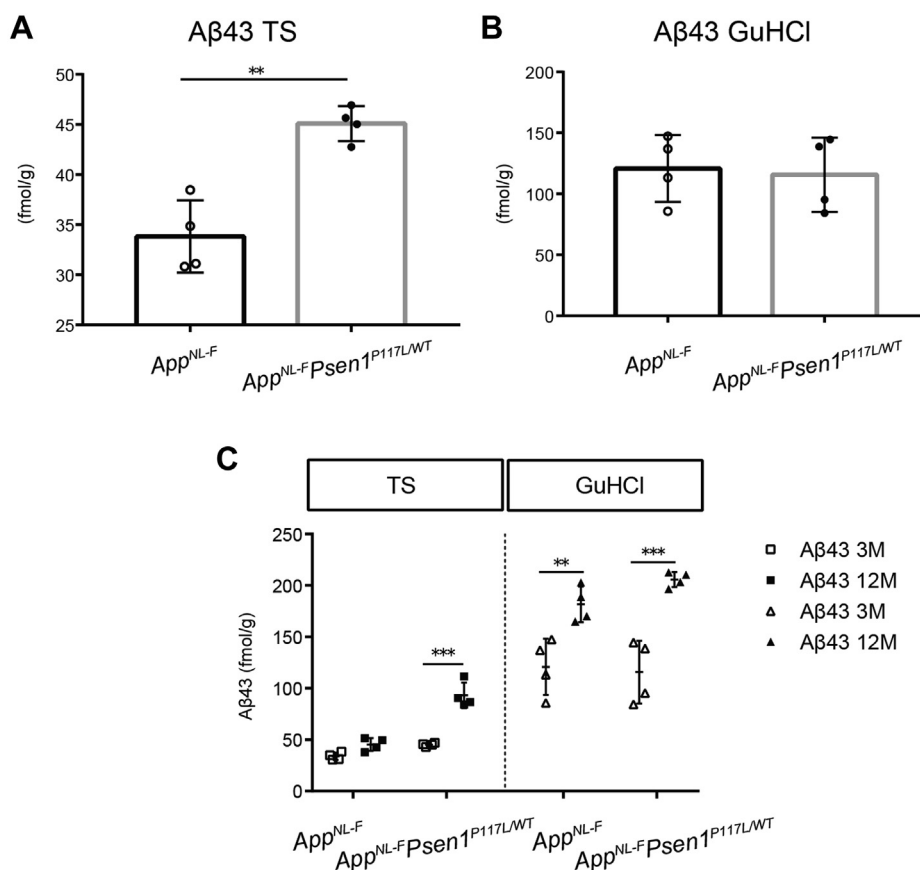 A
Aβ43 TS
**
50
45
40
35
30
25
(fmol/g)
App^NL-F
App^NL-F Psen1^P117L/WT
B
Aβ43 GuHCl
200
150
100
50
0
(fmol/g)
App^NL-F
App^NL-F Psen1^P117L/WT
C
TS
GuHCl
250
200
150
100
50
0
Aβ43 (fmol/g)
***
**
***
App^NL-F
App^NL-F Psen1^P117L/WT
App^NL-F
App^NL-F Psen1^P117L/WT
Aβ43 3M
Aβ43 12M
Aβ43 3M
Aβ43 12M